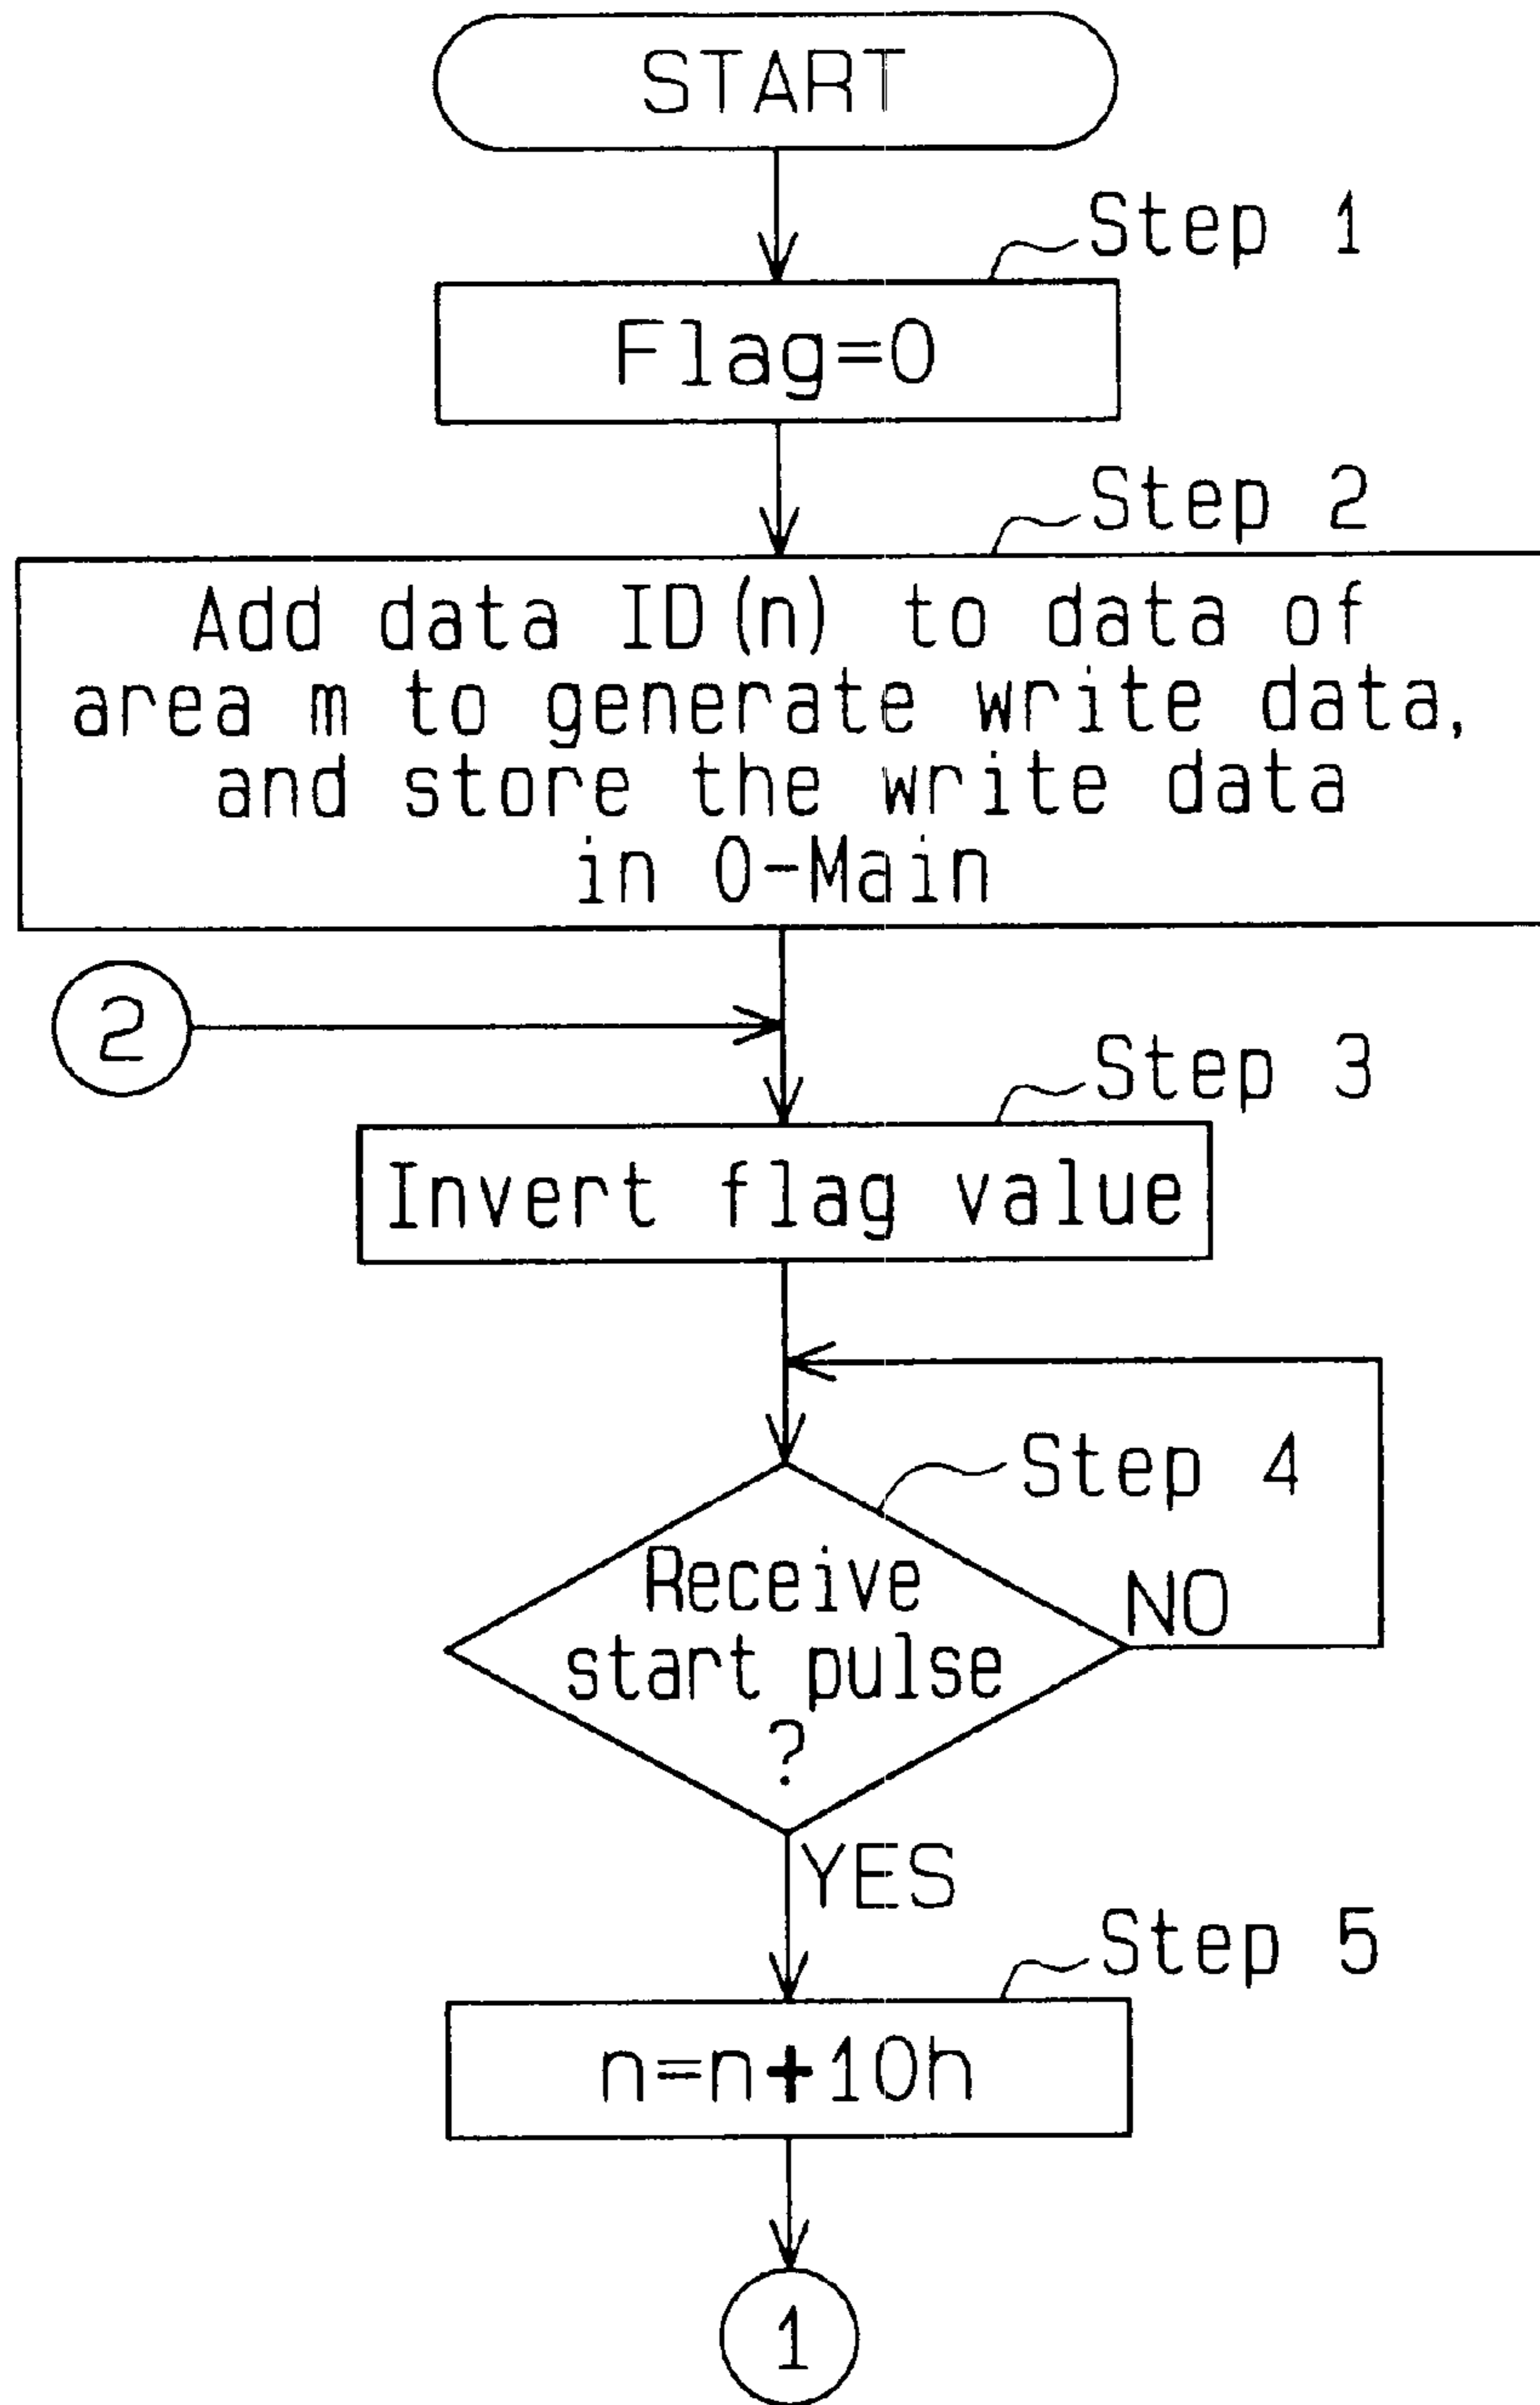 START
Step 1
Flag=0
Step 2
Add data ID(n) to data of
area m to generate write data,
and store the write data
in 0-Main
2
Step 3
Invert flag value
Step 4
Receive
start pulse
?
NO
YES
Step 5
n=n+10h
1